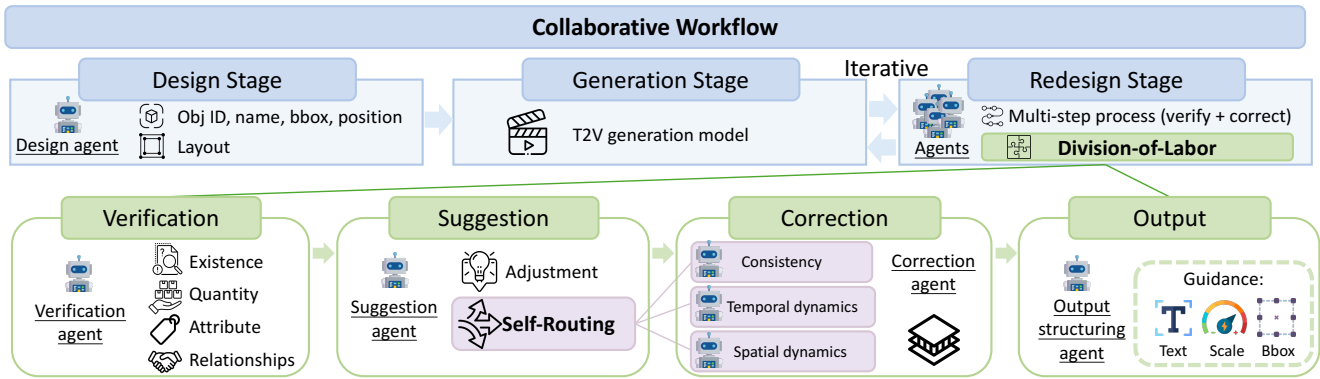 Collaborative Workflow
Design Stage
Design agent
Obj ID, name, bbox, position
Layout
Generation Stage
T2V generation model
Iterative
Redesign Stage
Agents
Multi-step process (verify + correct)
Division-of-Labor
Verification
Verification
agent
Existence
Quantity
Attribute
Relationships
Suggestion
Suggestion
agent
Adjustment
Self-Routing
Correction
Consistency
Temporal dynamics
Spatial dynamics
Correction
agent
Output
Output
structuring
agent
Guidance:
T
Text
Scale
Bbox